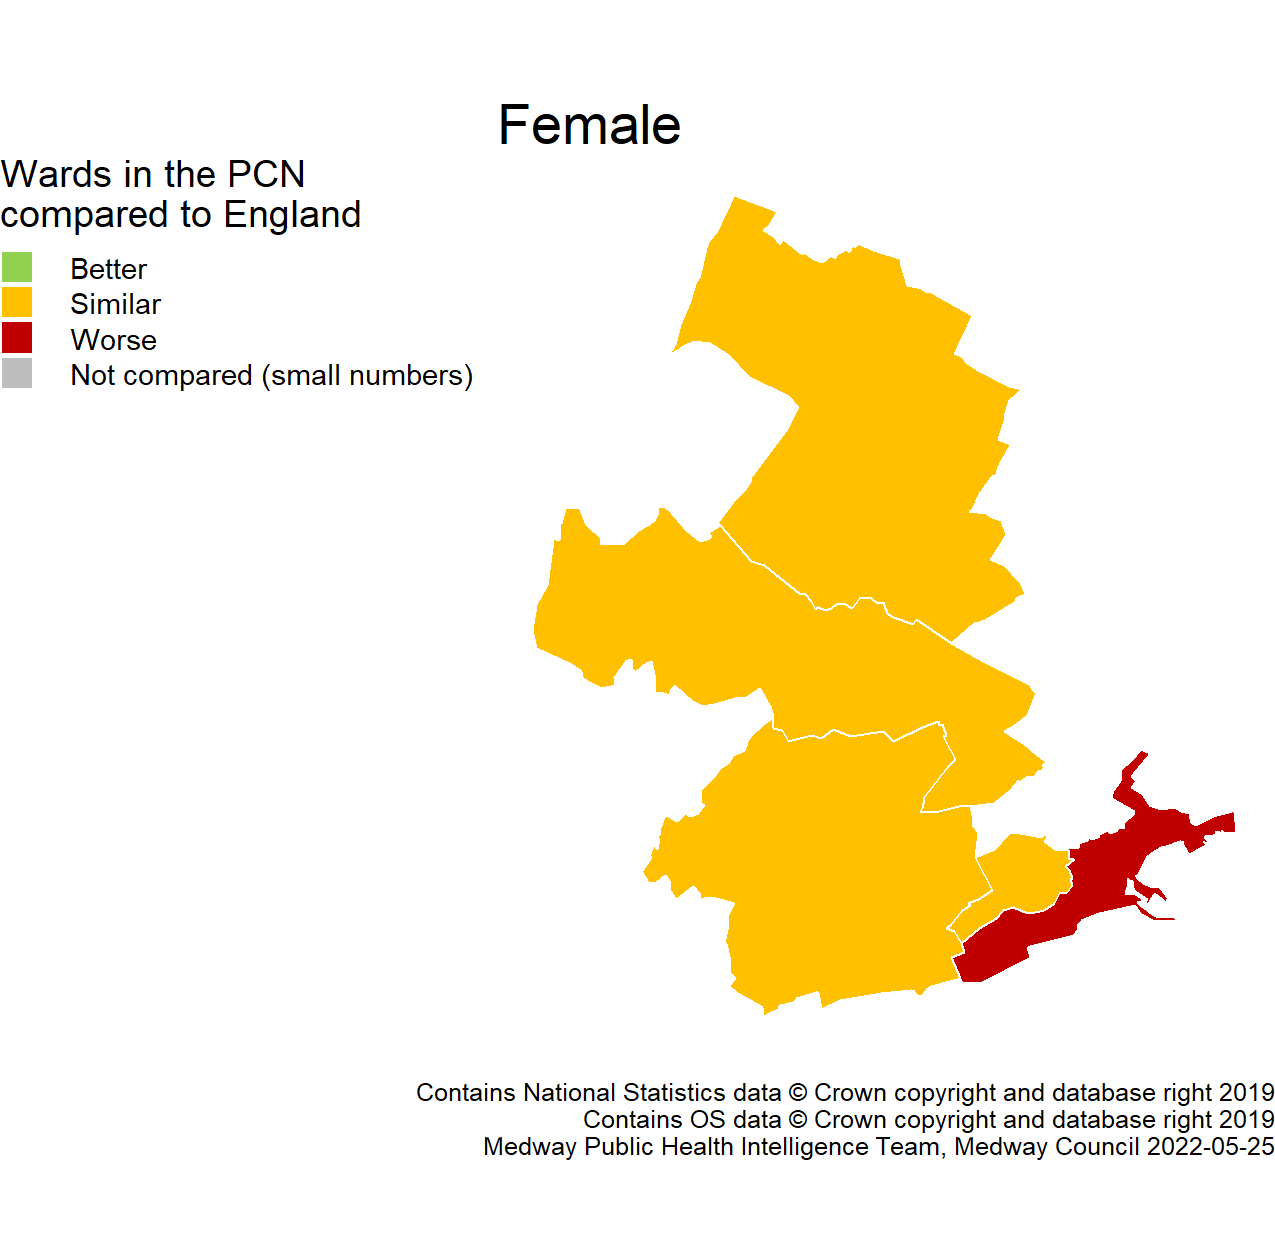 Female
Wards in the PCN
compared to England
Better
Similar
Worse
Not compared (small numbers)
Contains National Statistics data © Crown copyright and database right 2019
Contains OS data © Crown copyright and database right 2019
Medway Public Health Intelligence Team, Medway Council 2022-05-25